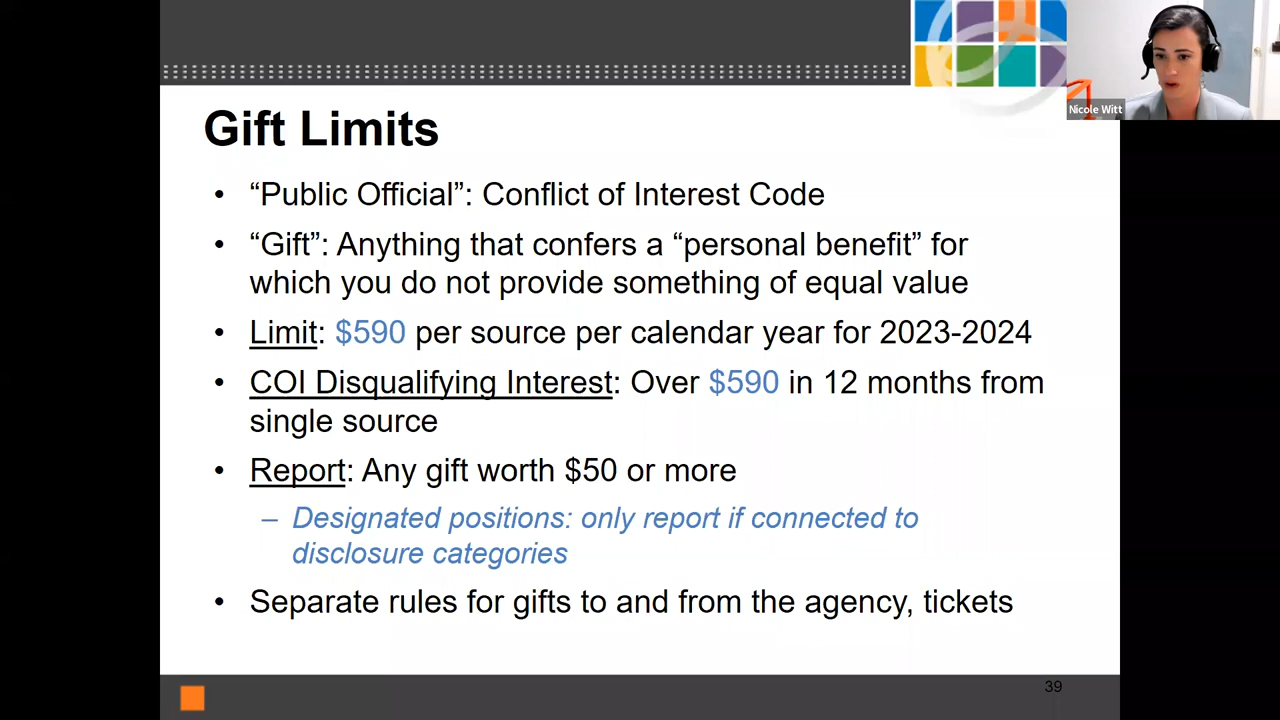 Nicole Witt
Gift Limits
• “Public Official”: Conflict of Interest Code
• “Gift”: Anything that confers a “personal benefit” for
which you do not provide something of equal value
• Limit: $590 per source per calendar year for 2023-2024
• COI Disqualifying Interest: Over $590 in 12 months from
single source
• Report: Any gift worth $50 or more
– Designated positions: only report if connected to
disclosure categories
• Separate rules for gifts to and from the agency, tickets
39